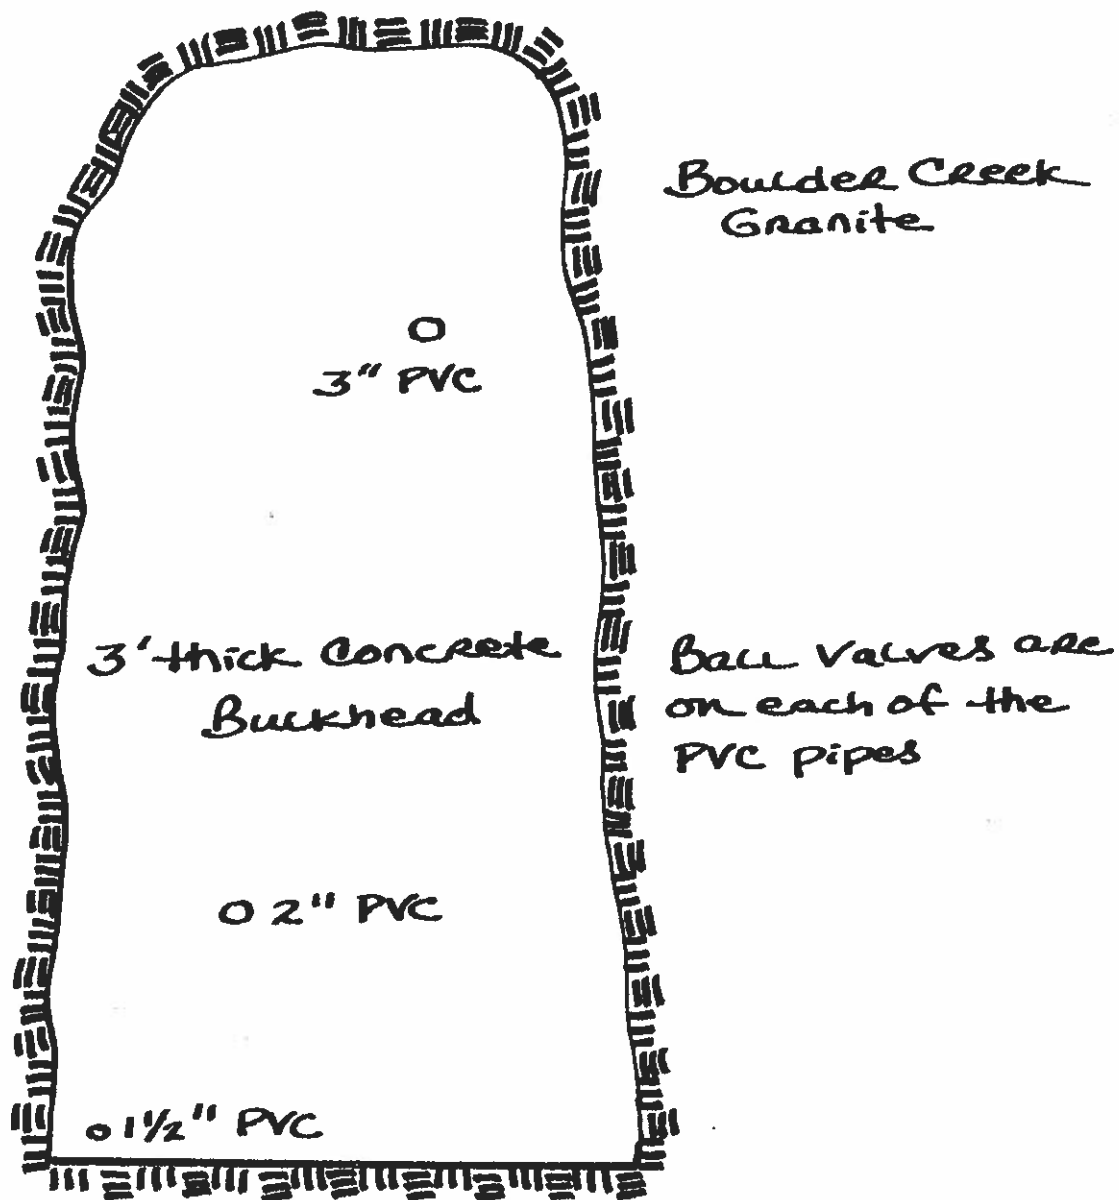 Boulder Creek
Granite
3" PVC
3' thick Concrete
Bulkhead
Ball Valves are
on each of the
PVC pipes
2" PVC
1½" PVC